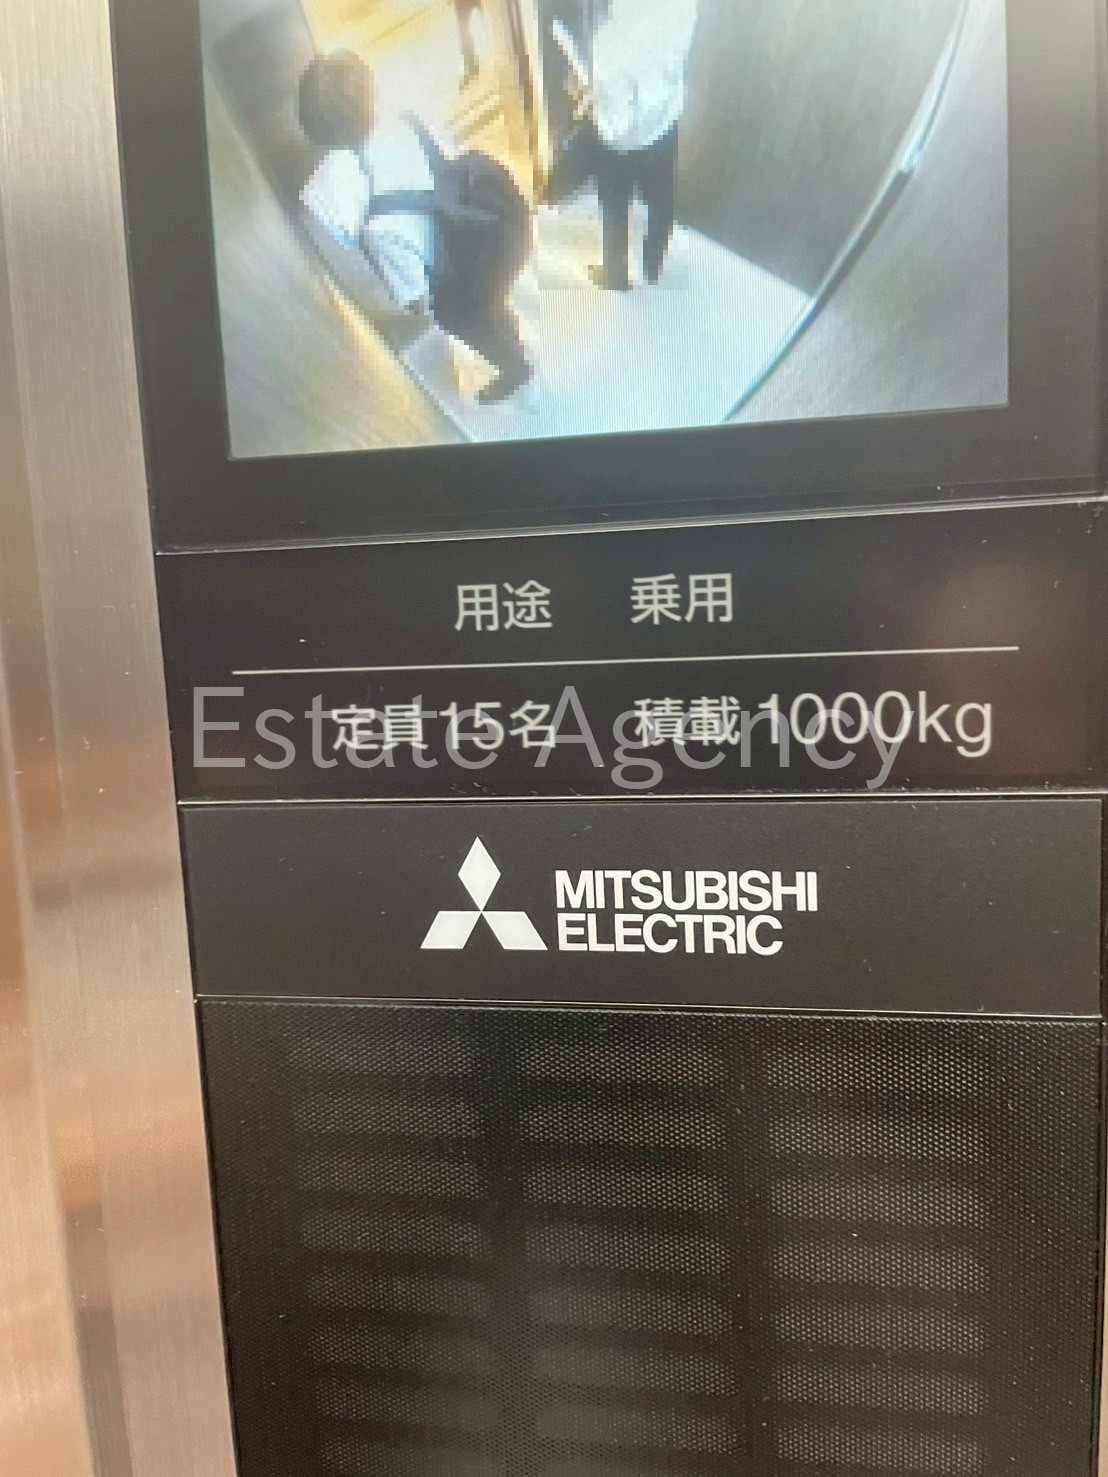 用途 乗用
定員15名 積載1000kg
Estate Agency
MITSUBISHI
ELECTRIC